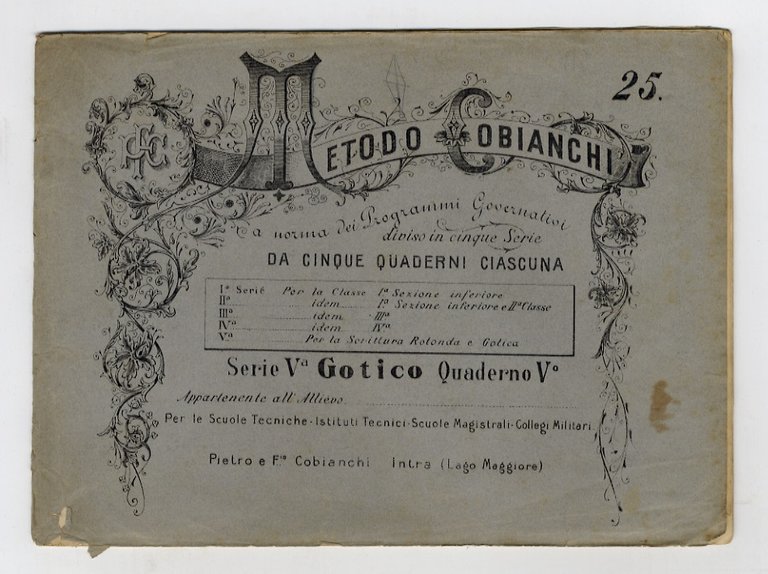 25.
METODO COBIANCHI
a norma dei Programmi Governativi
diviso in cinque Serie
DA CINQUE QUADERNI CIASCUNA
Iª Serie Per la Classe Iª Sezione inferiore
IIª idem Iª Sezione inferiore e IIª Classe
IIIª idem IIIª
IVª idem IVª
Vª Per la Scrittura Rotonda e Gotica
Serie Vª Gotico Quaderno Vº
Appartenente all'Allievo
Per le Scuole Tecniche-Istituti Tecnici-Scuole Magistrali-Collegi Militari.
Pietro e F.io Cobianchi Intra (Lago Maggiore)